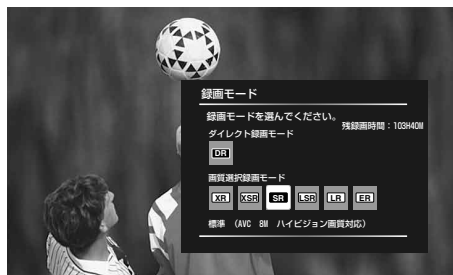 録画モード
録画モードを選んでください。
残録画時間：103H40M
ダイレクト録画モード
DR
画質選択録画モード
XR XSR SR LSR LR ER
標準 （AVC 8M ハイビジョン画質対応）